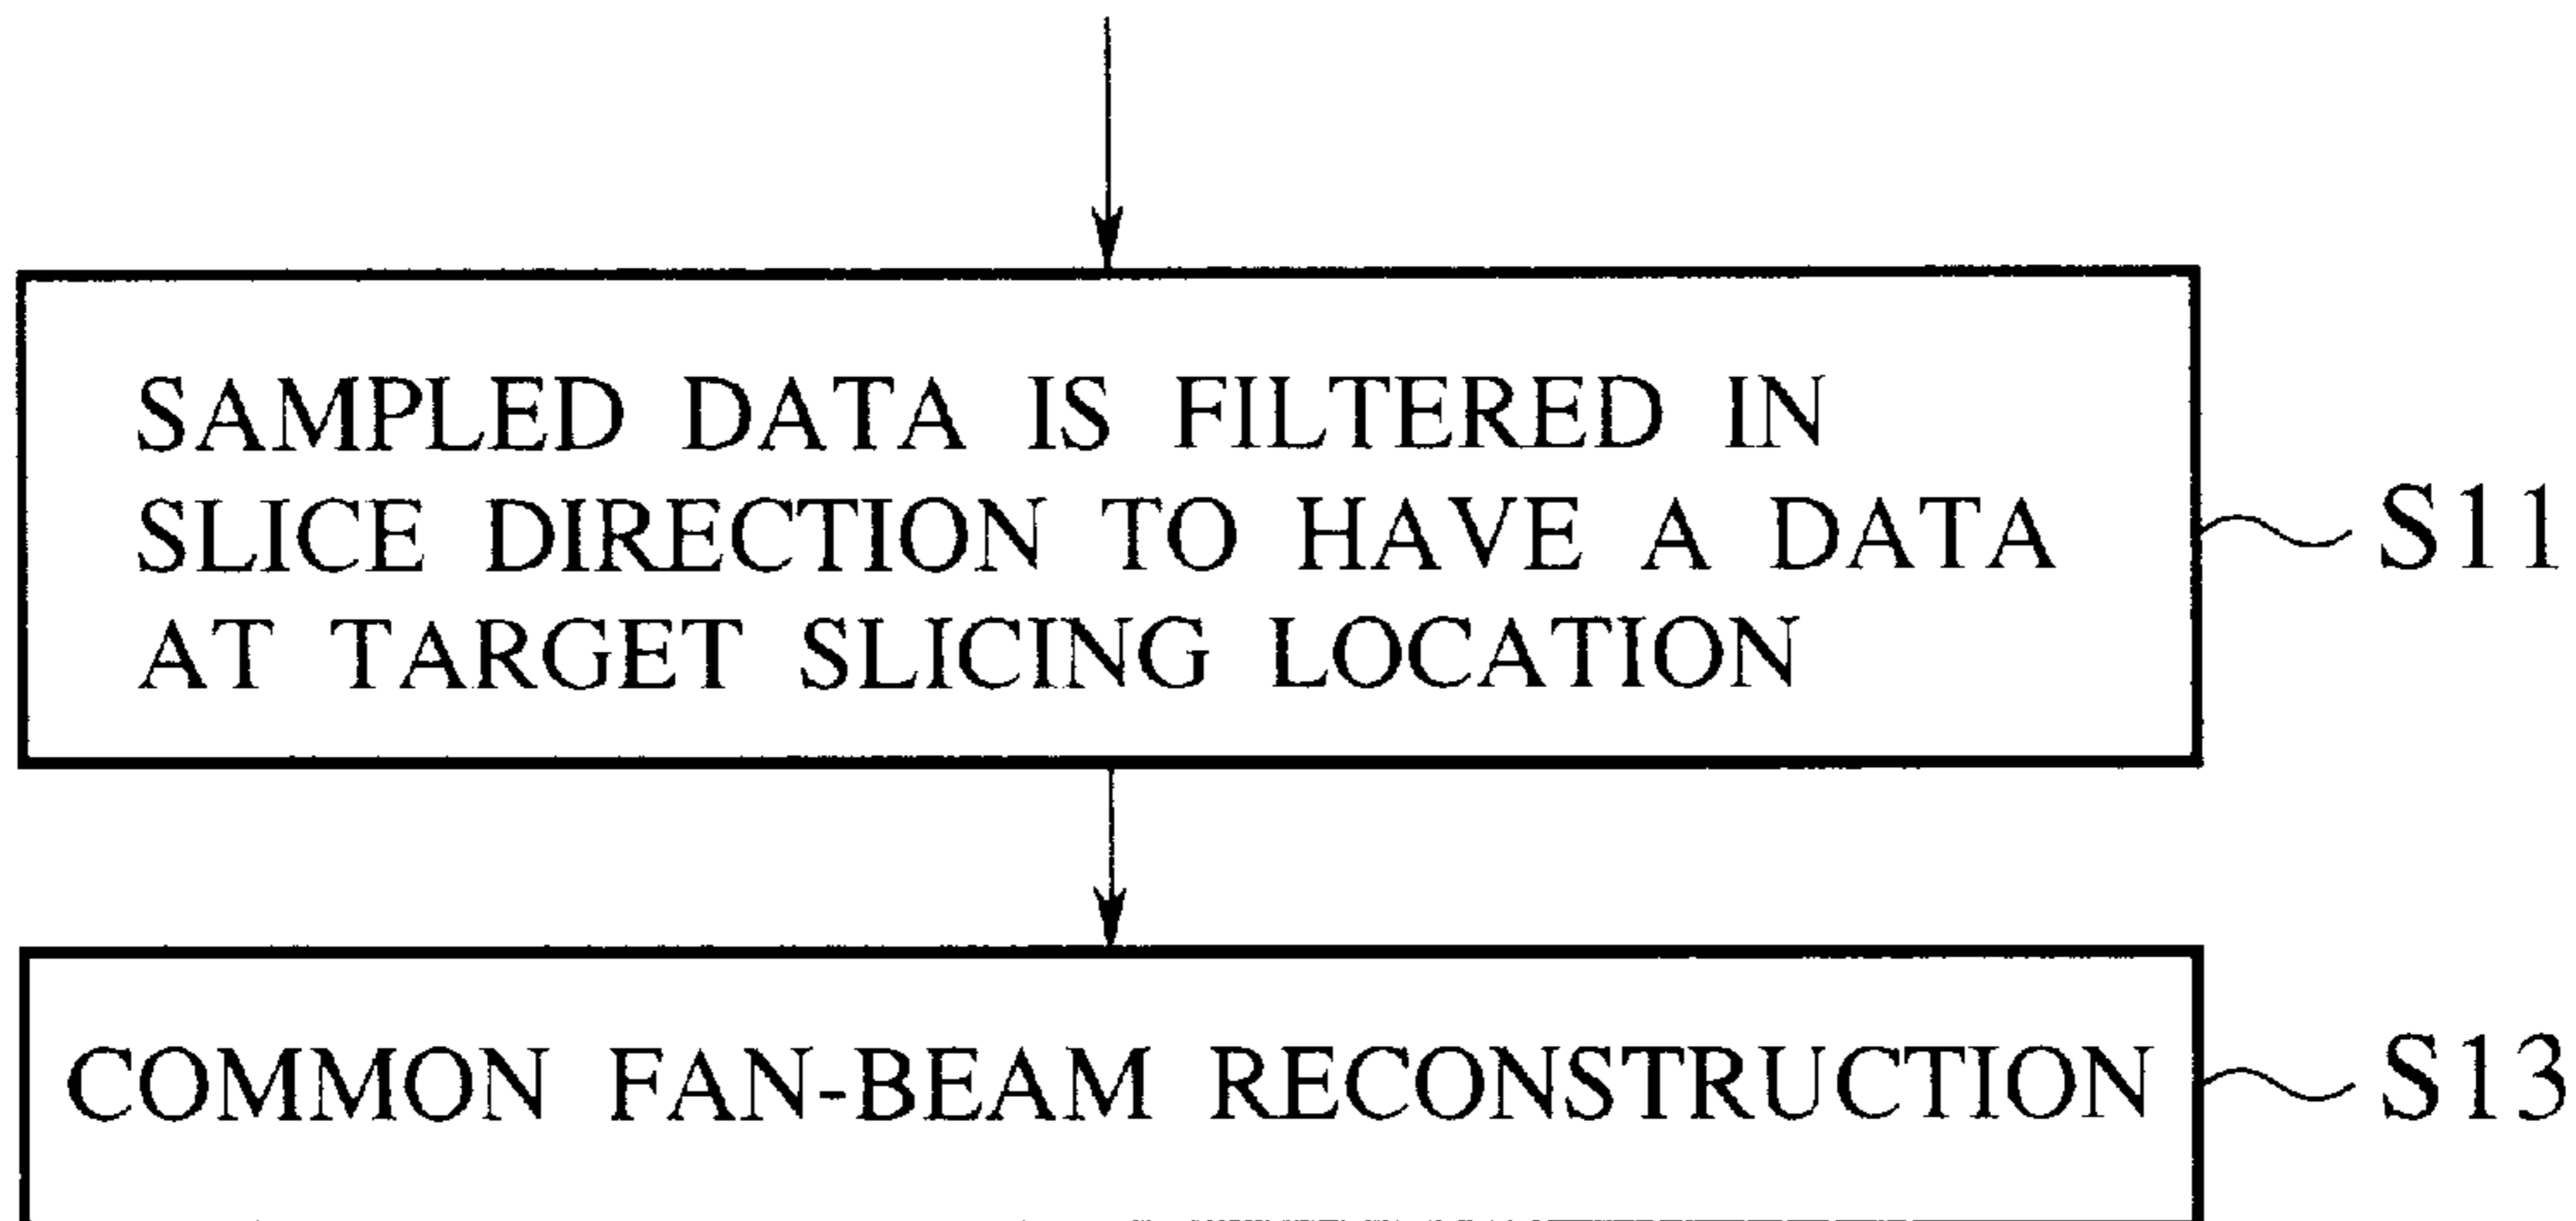 SAMPLED DATA IS FILTERED IN
SLICE DIRECTION TO HAVE A DATA
AT TARGET SLICING LOCATION
S11
COMMON FAN-BEAM RECONSTRUCTION
S13